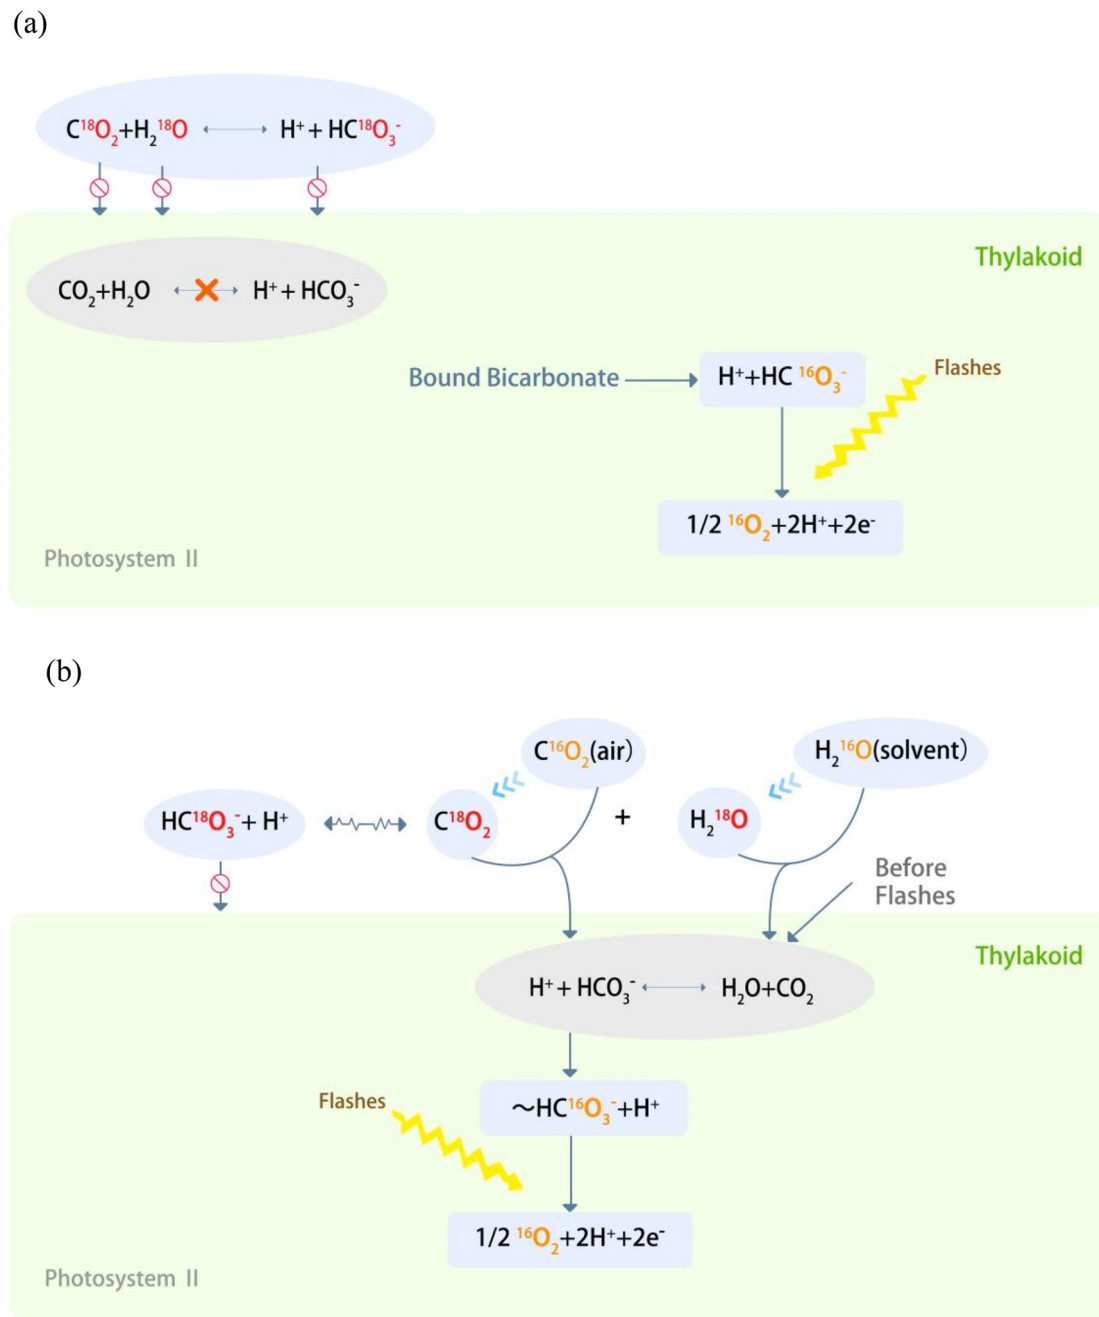 (a)
C¹⁸O₂+H₂¹⁸O H⁺+ HC¹⁸O₃⁻
Thylakoid
CO₂+H₂O H⁺+ HCO₃⁻
Bound Bicarbonate
H⁺+HC ¹⁶O₃⁻
Flashes
1/2 ¹⁶O₂+2H⁺+2e⁻
Photosystem II
(b)
C¹⁶O₂(air)
H₂¹⁶O(solvent)
HC¹⁸O₃⁻+ H⁺
C¹⁸O₂
+
H₂¹⁸O
Before
Flashes
Thylakoid
H⁺+ HCO₃⁻ H₂O+CO₂
Flashes
~HC¹⁶O₃⁻+H⁺
1/2 ¹⁶O₂+2H⁺+2e⁻
Photosystem II